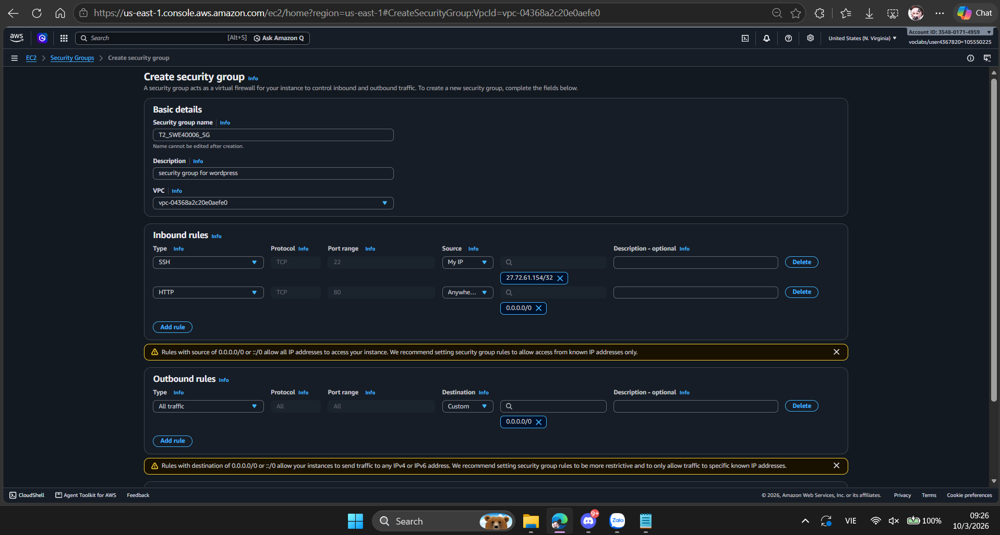 https://us-east-1.console.aws.amazon.com/ec2/home?region=us-east-1#CreateSecurityGroup:VpcId=vpc-04368a2c20e0aefe0
Chat
aws
Search [Alt+S] Ask Amazon Q
United States (N. Virginia)
Account ID: 3548-0171-4959
voclabs/user4367820=105550225
EC2 Security Groups Create security group
Create security group Info
A security group acts as a virtual firewall for your instance to control inbound and outbound traffic. To create a new security group, complete the fields below.
Basic details
Security group name Info
T2_SWE40006_SG
Name cannot be edited after creation.
Description Info
security group for wordpress
VPC Info
vpc-04368a2c20e0aefe0
Inbound rules Info
Type Info Protocol Info Port range Info Source Info Description - optional Info
SSH TCP 22 My IP Delete
27.72.61.154/32
HTTP TCP 80 Anywhe... Delete
0.0.0.0/0
Add rule
Rules with source of 0.0.0.0/0 or ::/0 allow all IP addresses to access your instance. We recommend setting security group rules to allow access from known IP addresses only.
Outbound rules Info
Type Info Protocol Info Port range Info Destination Info Description - optional Info
All traffic All All Custom Delete
0.0.0.0/0
Add rule
Rules with destination of 0.0.0.0/0 or ::/0 allow your instances to send traffic to any IPv4 or IPv6 address. We recommend setting security group rules to be more restrictive and to only allow traffic to specific known IP addresses.
CloudShell Agent Toolkit for AWS Feedback © 2026, Amazon Web Services, Inc. or its affiliates. Privacy Terms Cookie preferences
Search 9+ Zalo VIE 100% 09:26
10/3/2026